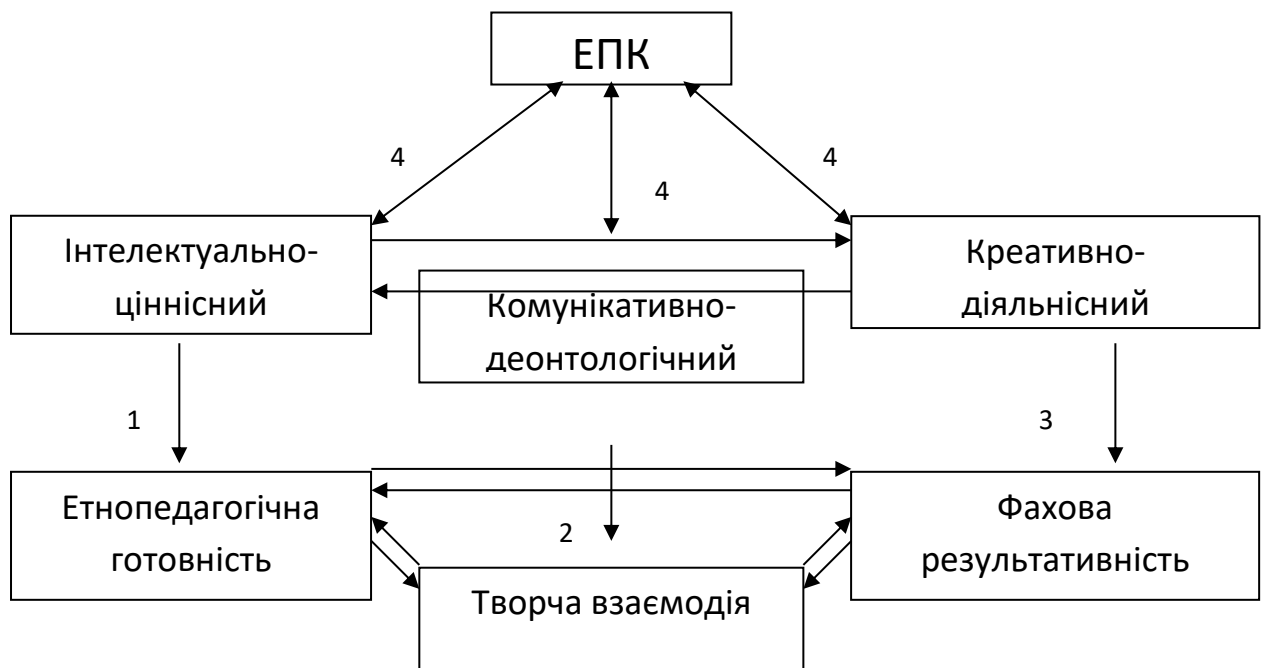 ЕПК
4
4
4
Інтелектуально-
ціннісний
Креативно-
діяльнісний
Комунікативно-
деонтологічний
1
3
Етнопедагогічна
готовність
2
Фахова
результативність
Творча взаємодія